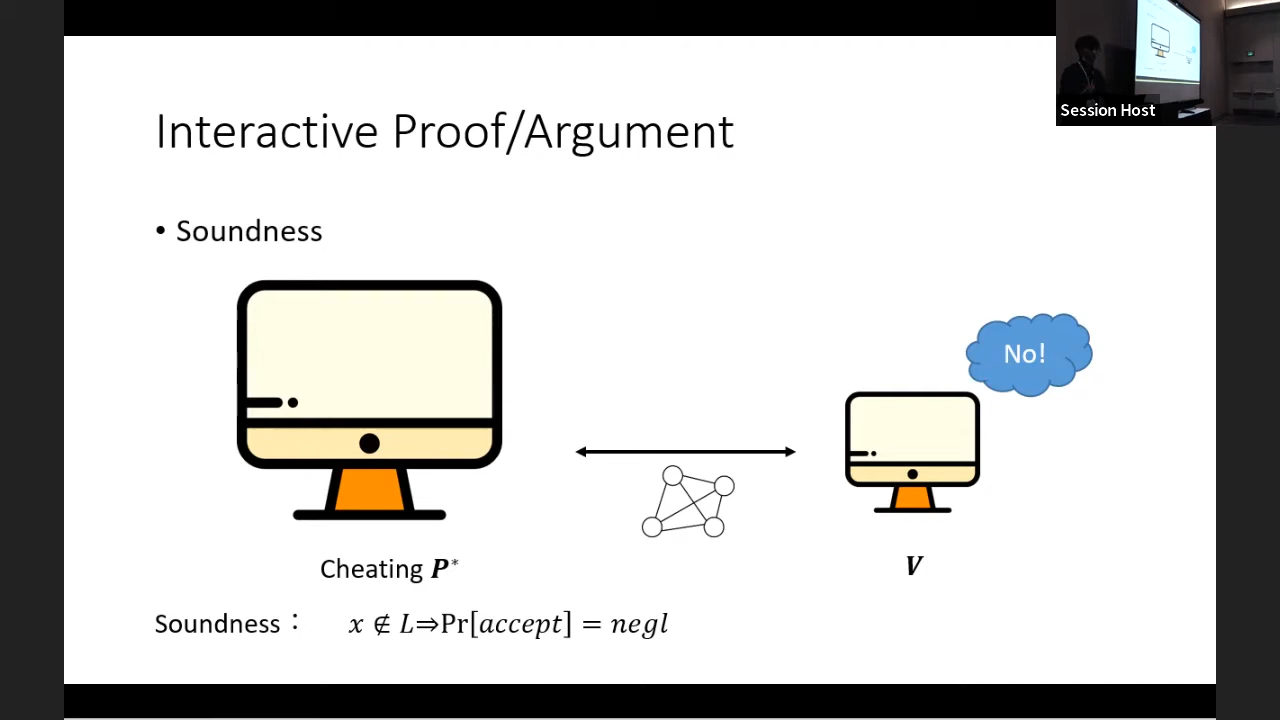 Session Host
Interactive Proof/Argument
• Soundness
No!
Cheating P*
V
Soundness： x ∉ L⇒Pr[accept] = negl